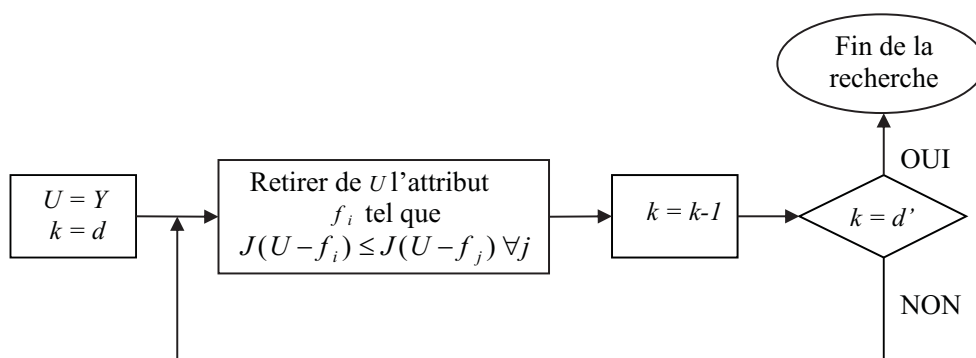 Fin de la
recherche
OUI
U = Y
k = d
Retirer de U l'attribut
f_i tel que
J(U − f_i) ≤ J(U − f_j) ∀j
k = k-1
k = d'
NON